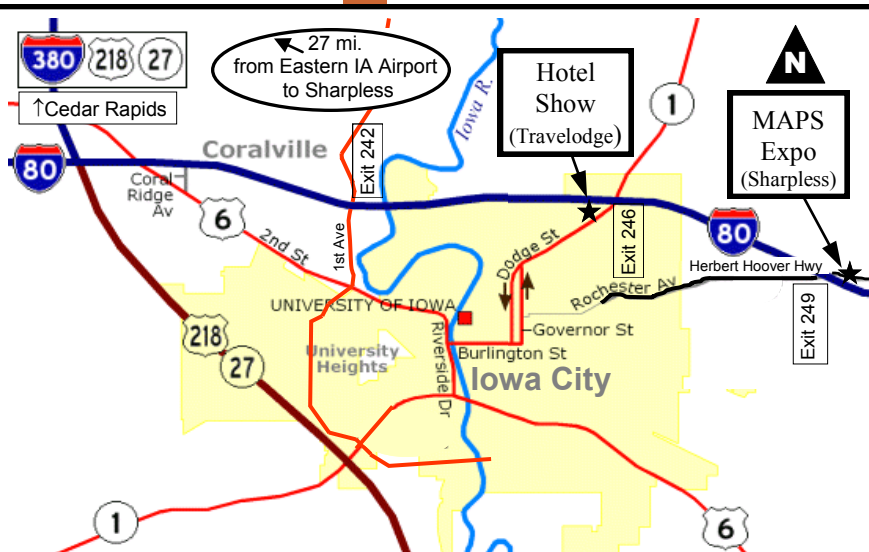 380
218
27
↑Cedar Rapids
27 mi.
from Eastern IA Airport
to Sharpless
Iowa R.
Hotel
Show
(Travelodge)
1
N
MAPS
Expo
(Sharpless)
80
Coralville
Exit 242
Coral
Ridge
Av
6
2nd St
1st Ave
Dodge St
Exit 246
80
Herbert Hoover Hwy
Rochester Av
Exit 249
UNIVERSITY OF IOWA
218
27
University
Heights
Riverside Dr
Governor St
Burlington St
Iowa City
1
6